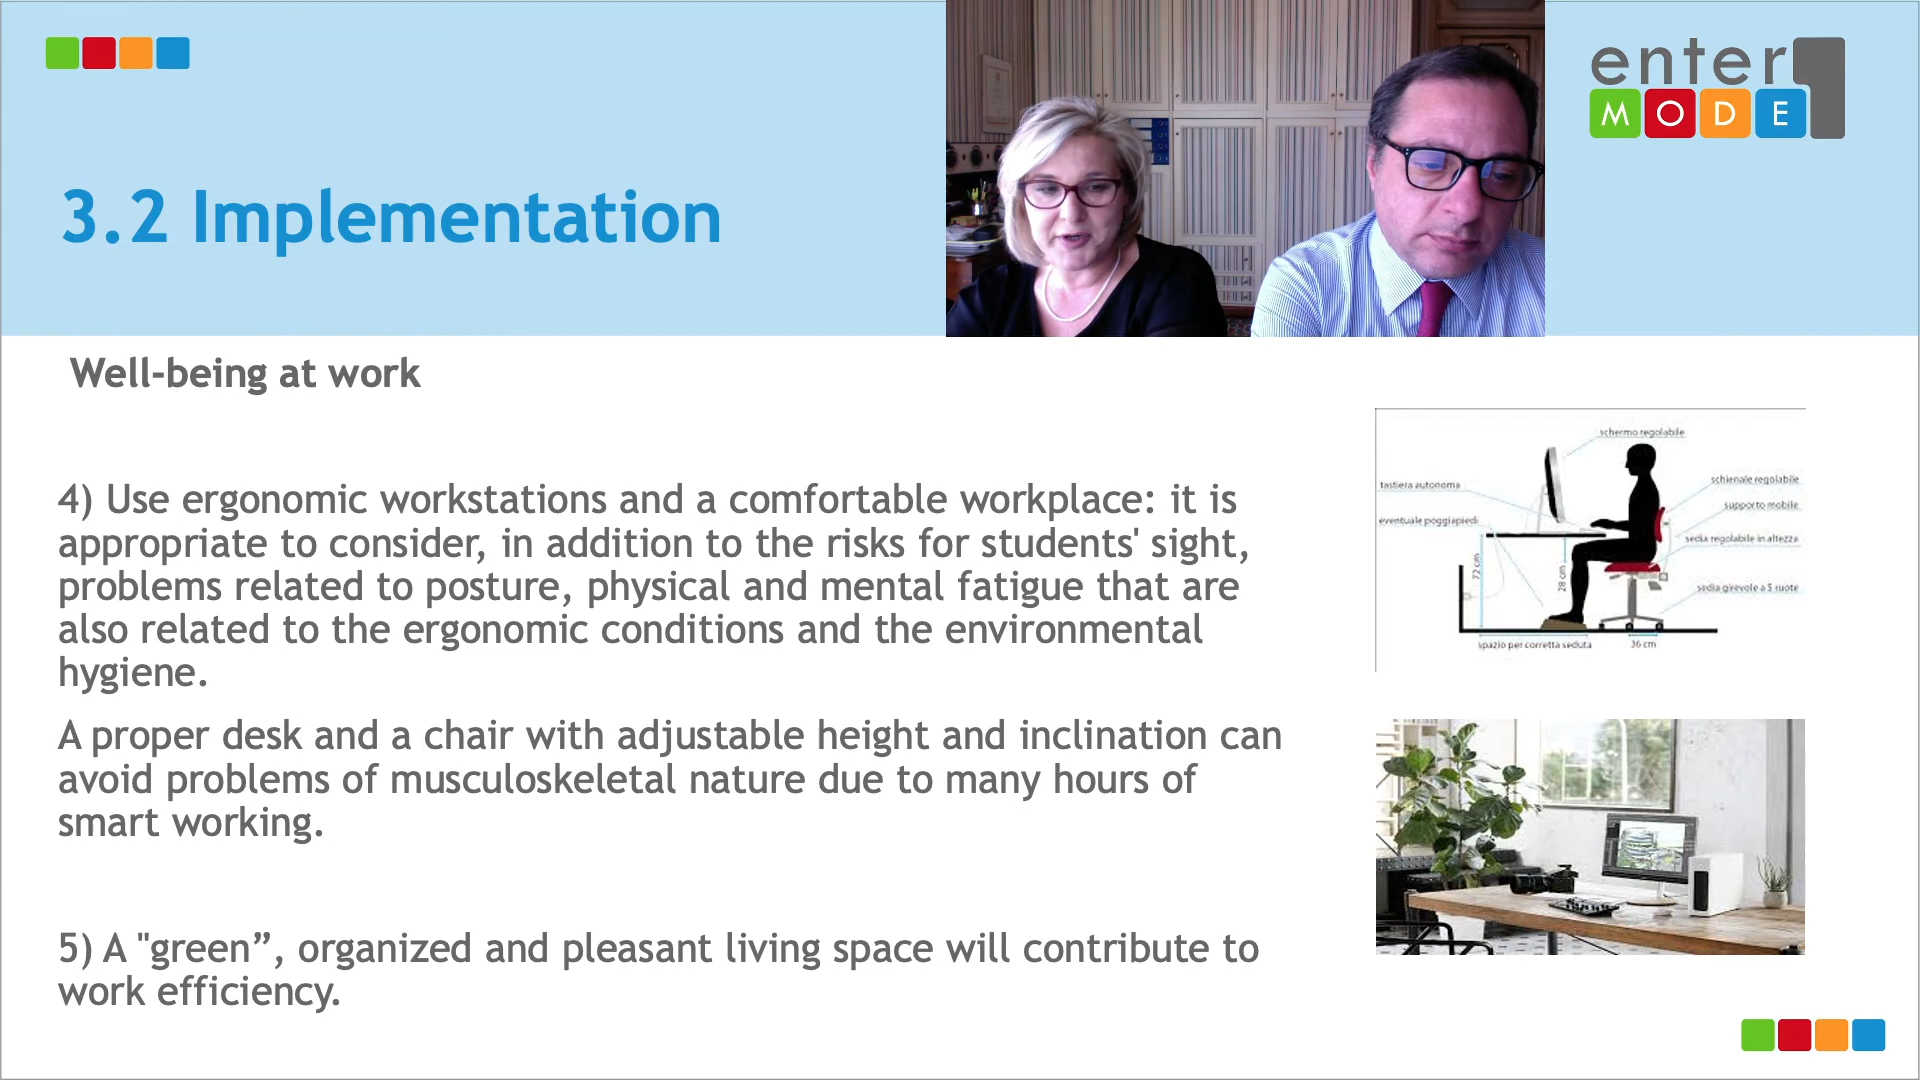 enter
MODE
3.2 Implementation
Well-being at work
4) Use ergonomic workstations and a comfortable workplace: it is
appropriate to consider, in addition to the risks for students' sight,
problems related to posture, physical and mental fatigue that are
also related to the ergonomic conditions and the environmental
hygiene.
A proper desk and a chair with adjustable height and inclination can
avoid problems of musculoskeletal nature due to many hours of
smart working.
5) A "green”, organized and pleasant living space will contribute to
work efficiency.
schermo regolabile
tastiera autonoma
schienale regolabile
supporto mobile
eventuale poggiapiedi
sedia regolabile in altezza
72 cm
28 cm
sedia girevole a 5 ruote
spazio per corretta seduta
36 cm